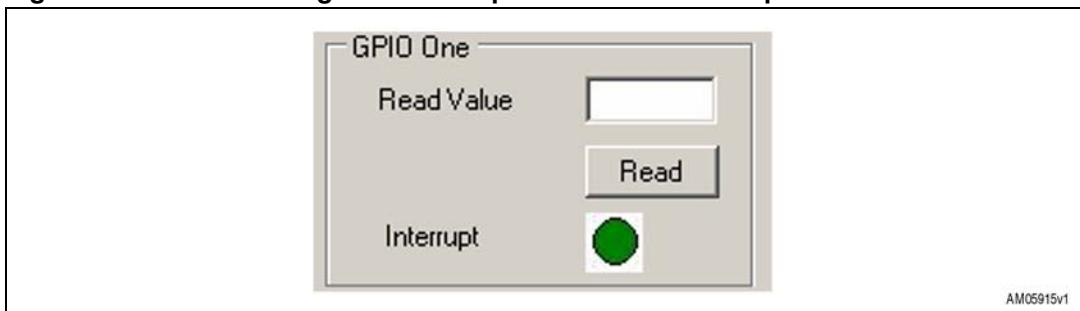 GPIO One
Read Value
Read
Interrupt
AM05915v1